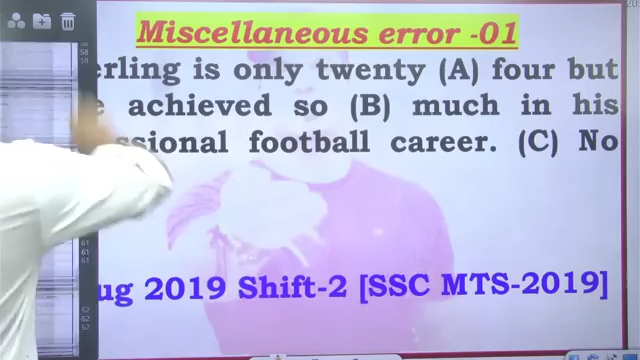 Miscellaneous error -01
erling is only twenty (A) four but
e achieved so (B) much in his
ssional football career. (C) No
ug 2019 Shift-2 [SSC MTS-2019]